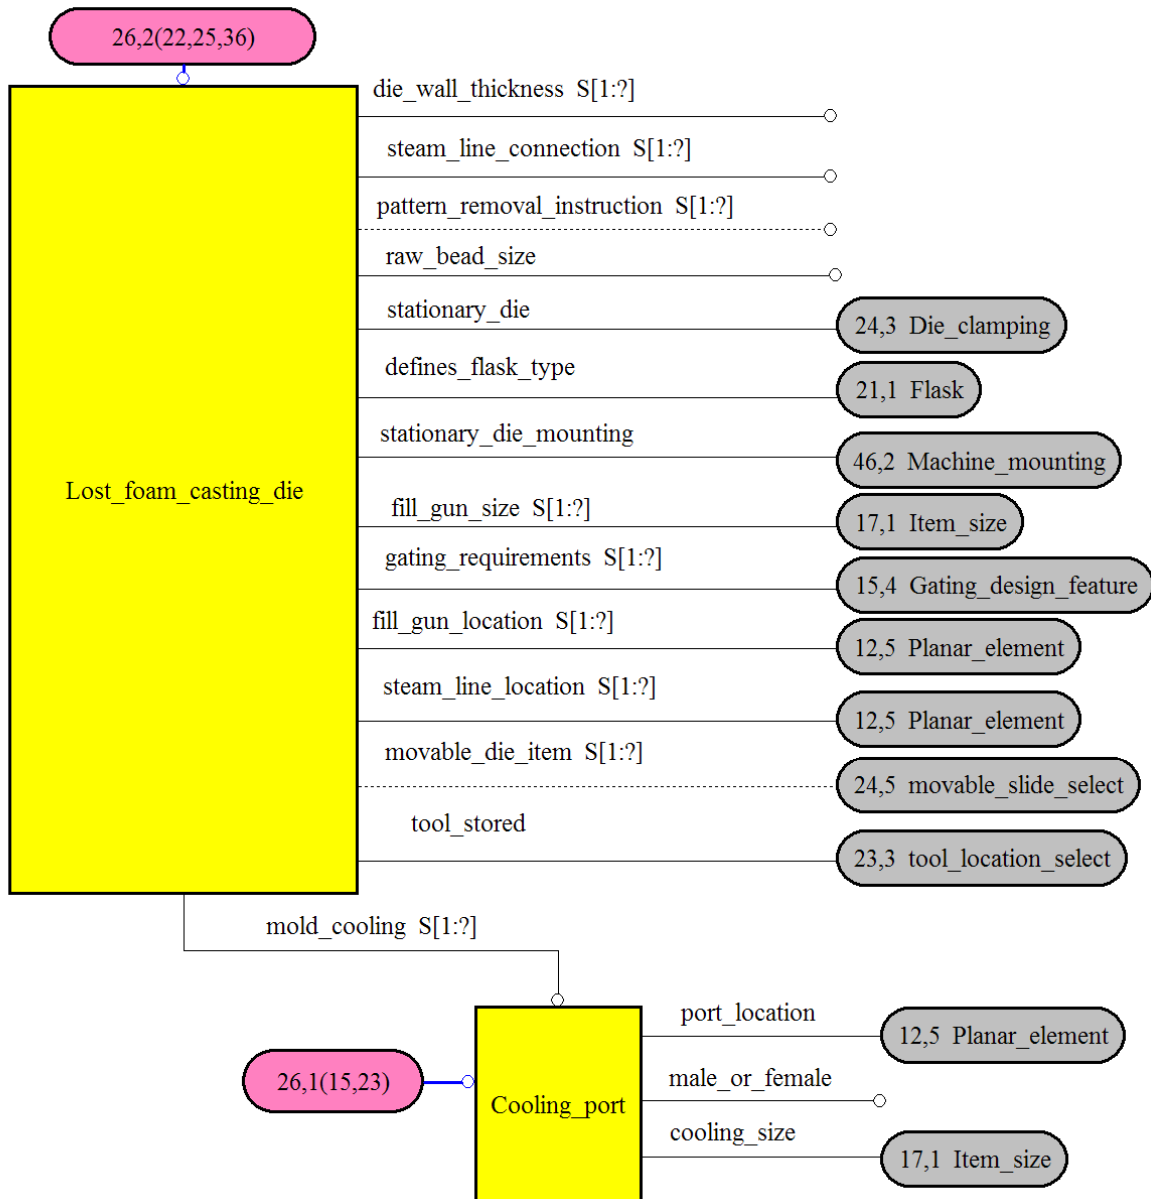 26,2(22,25,36)
die_wall_thickness S[1:?]
steam_line_connection S[1:?]
pattern_removal_instruction S[1:?]
raw_bead_size
stationary_die
24,3 Die_clamping
defines_flask_type
21,1 Flask
stationary_die_mounting
46,2 Machine_mounting
Lost_foam_casting_die
fill_gun_size S[1:?]
17,1 Item_size
gating_requirements S[1:?]
15,4 Gating_design_feature
fill_gun_location S[1:?]
12,5 Planar_element
steam_line_location S[1:?]
12,5 Planar_element
movable_die_item S[1:?]
24,5 movable_slide_select
tool_stored
23,3 tool_location_select
mold_cooling S[1:?]
port_location
12,5 Planar_element
26,1(15,23)
male_or_female
Cooling_port
cooling_size
17,1 Item_size